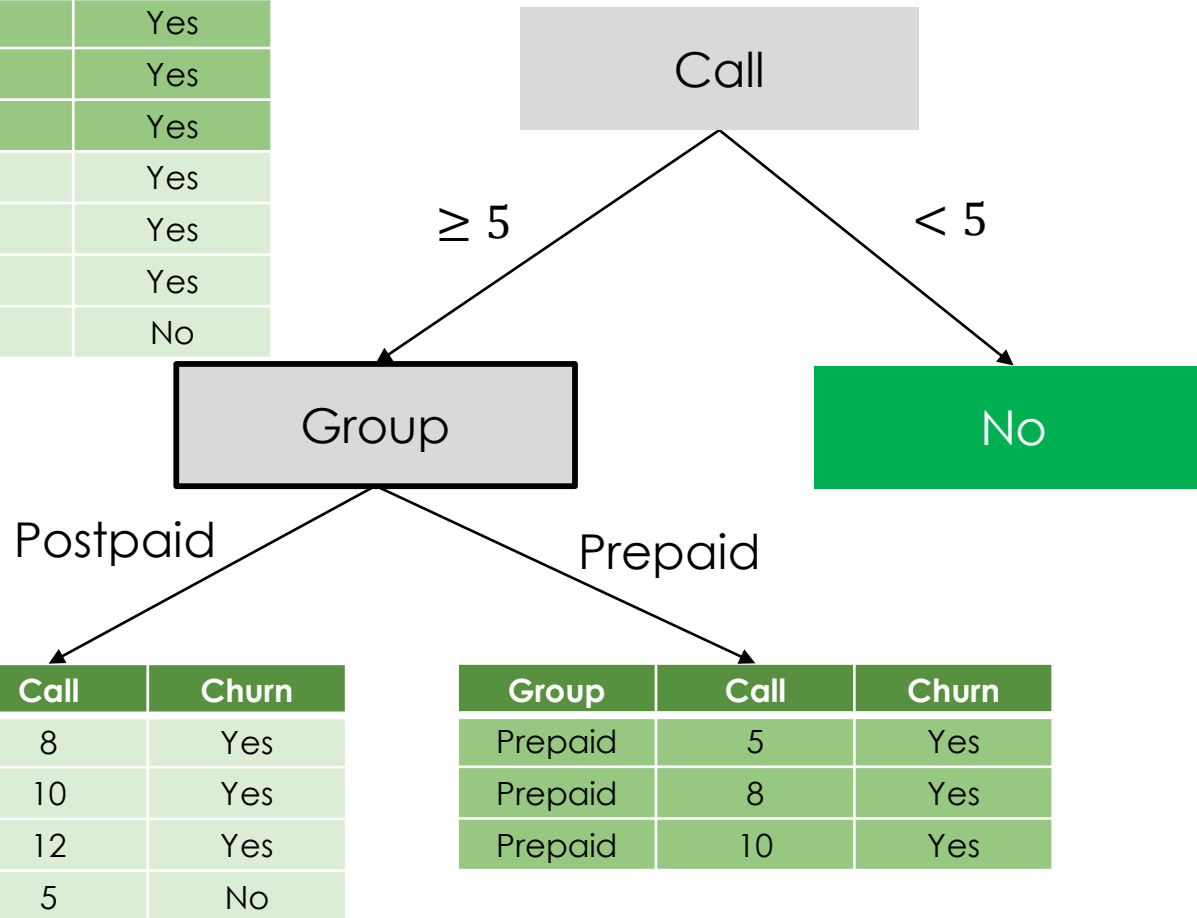 Yes
Yes
Yes
Yes
Yes
Yes
No
Call
≥ 5
< 5
Group
No
Postpaid
Prepaid
Call Churn
8 Yes
10 Yes
12 Yes
5 No
Group Call Churn
Prepaid 5 Yes
Prepaid 8 Yes
Prepaid 10 Yes